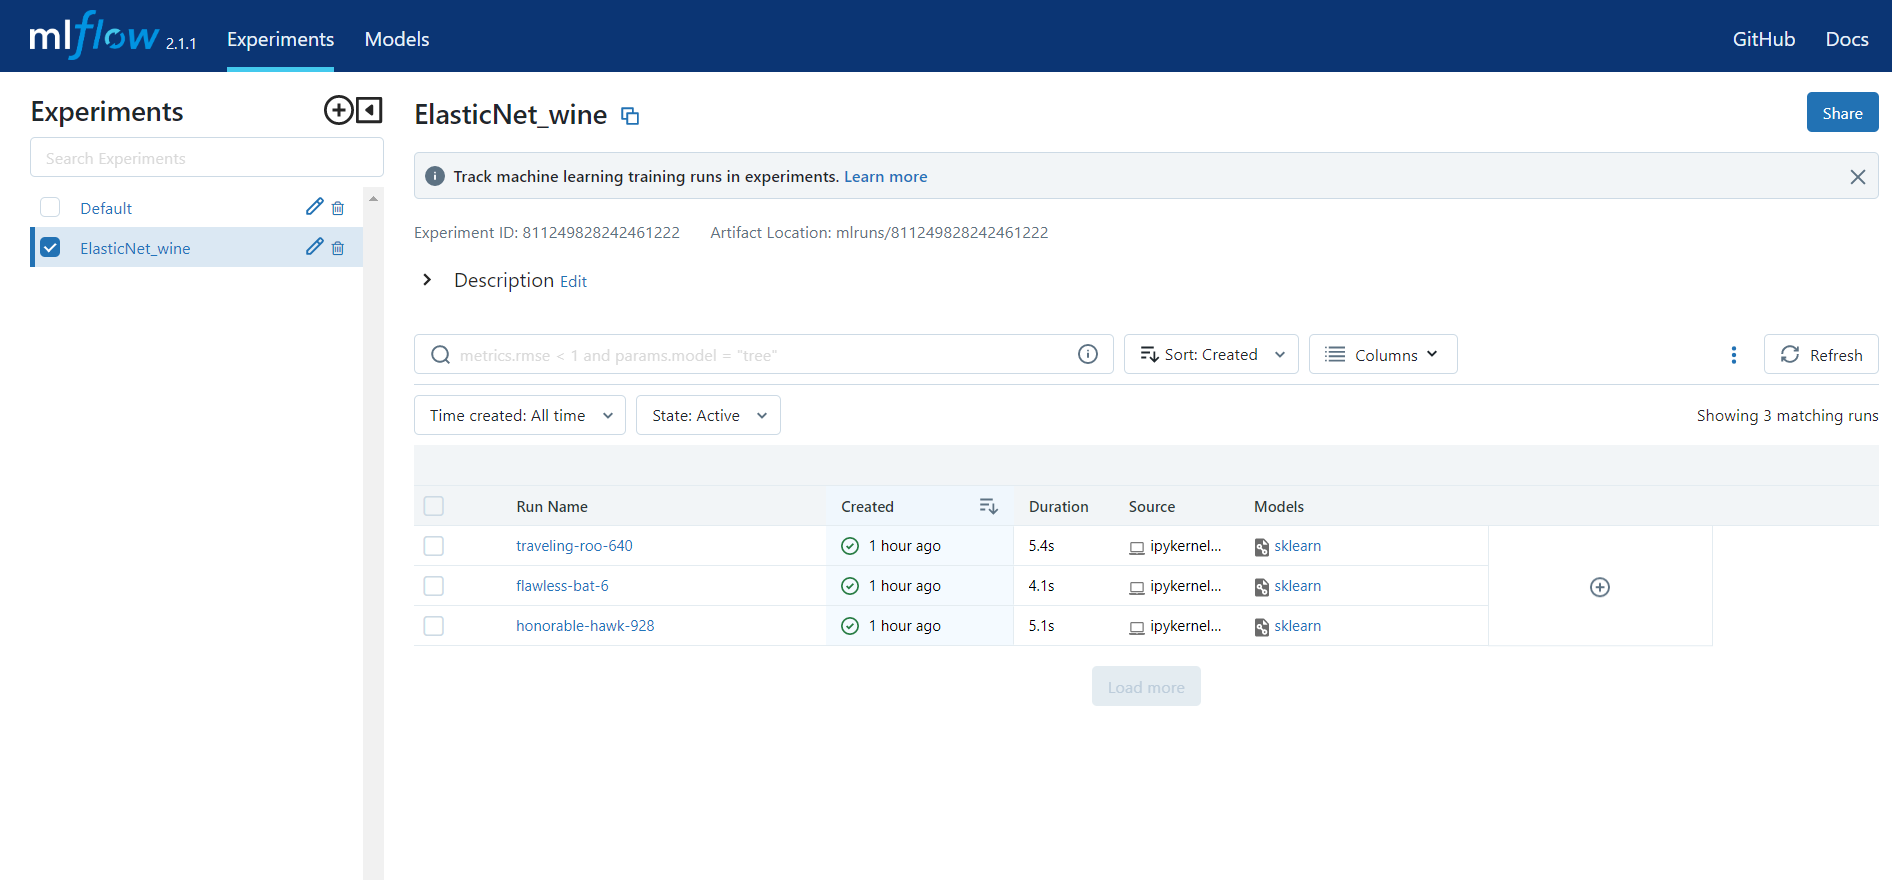 mlflow 2.1.1 Experiments Models GitHub Docs
Experiments
Search Experiments
Default
ElasticNet_wine
ElasticNet_wine
Share
Track machine learning training runs in experiments. Learn more
Experiment ID: 811249828242461222 Artifact Location: mlruns/811249828242461222
Description Edit
metrics.rmse < 1 and params.model = "tree" Sort: Created Columns Refresh
Time created: All time State: Active Showing 3 matching runs
Run Name Created Duration Source Models
traveling-roo-640 1 hour ago 5.4s ipykernel... sklearn
flawless-bat-6 1 hour ago 4.1s ipykernel... sklearn
honorable-hawk-928 1 hour ago 5.1s ipykernel... sklearn
Load more